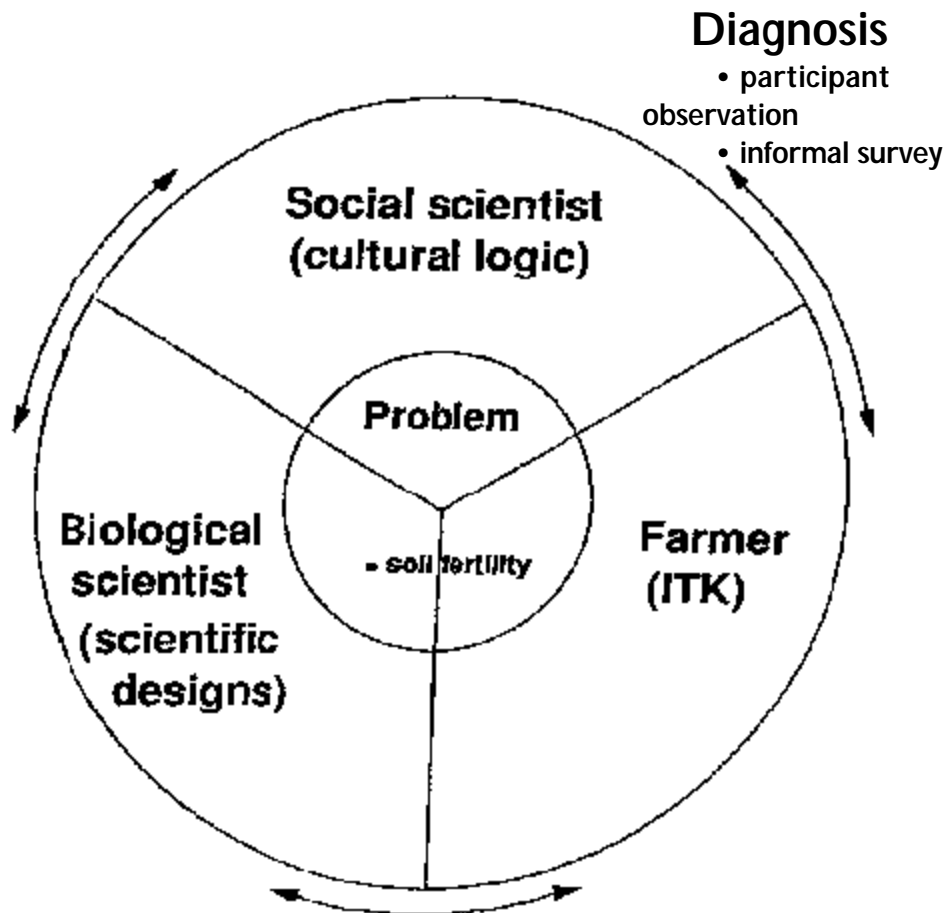 Diagnosis
• participant
observation
• informal survey
Social scientist
(cultural logic)
Problem
- soil fertility
Biological
scientist
(scientific
designs)
Farmer
(ITK)